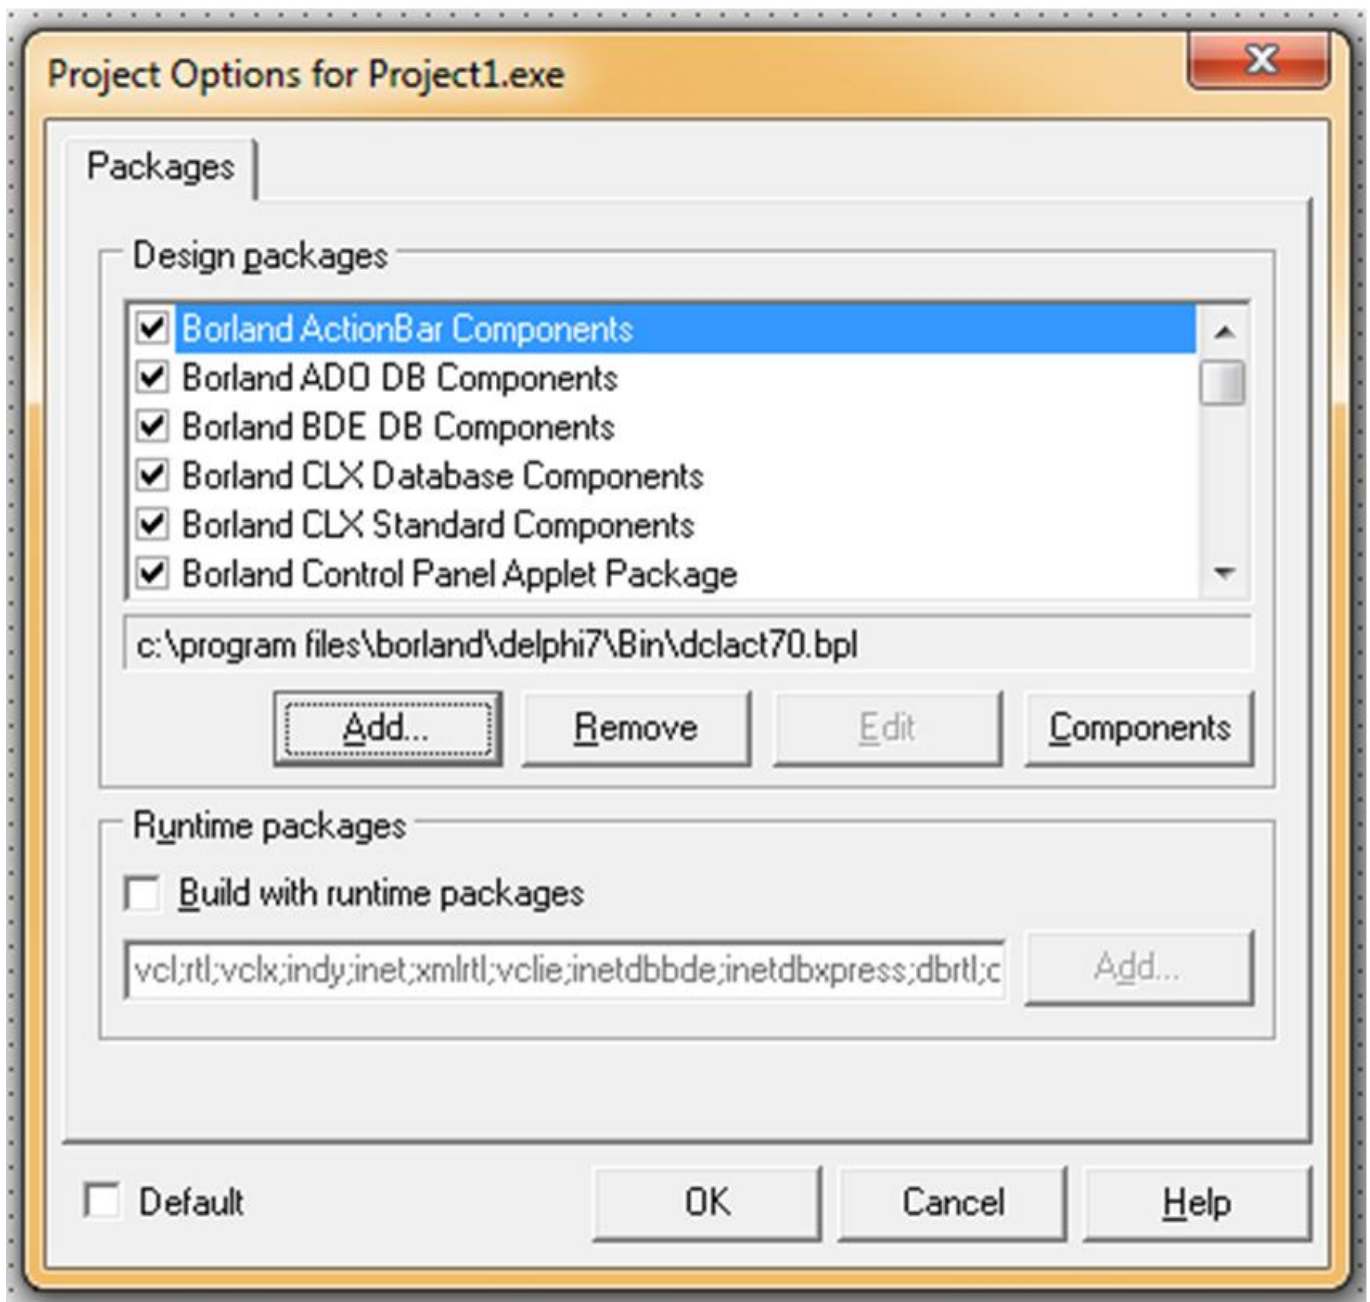 Project Options for Project1.exe
Packages
Design packages
Borland ActionBar Components
Borland ADO DB Components
Borland BDE DB Components
Borland CLX Database Components
Borland CLX Standard Components
Borland Control Panel Applet Package
c:\program files\borland\delphi7\Bin\dclact70.bpl
Add... Remove Edit Components
Runtime packages
Build with runtime packages
vcl;rtl;vclx;indy;inet;xmlrtl;vclie;inetdbbde;inetdbxpress;dbrtl;c Add...
Default OK Cancel Help